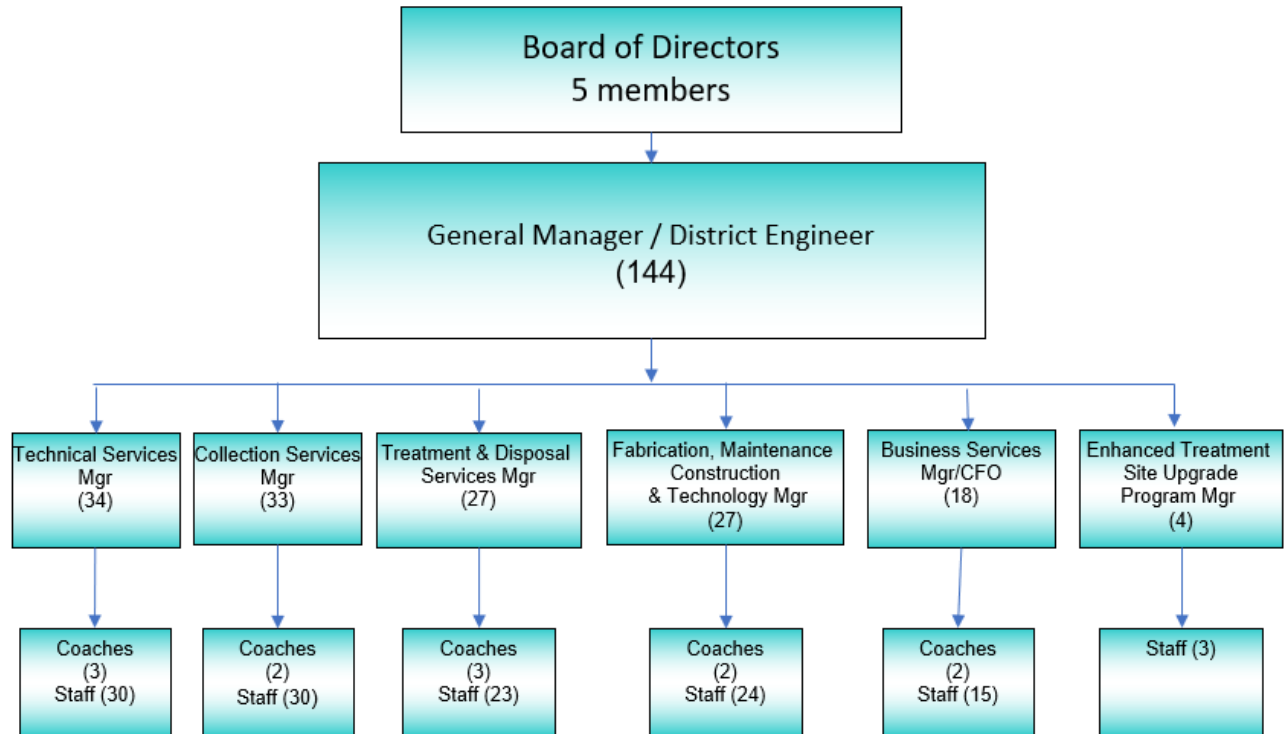 Board of Directors
5 members
General Manager / District Engineer
(144)
Technical Services
Mgr
(34)
Collection Services
Mgr
(33)
Treatment & Disposal
Services Mgr
(27)
Fabrication, Maintenance
Construction
& Technology Mgr
(27)
Business Services
Mgr/CFO
(18)
Enhanced Treatment
Site Upgrade
Program Mgr
(4)
Coaches
(3)
Staff (30)
Coaches
(2)
Staff (30)
Coaches
(3)
Staff (23)
Coaches
(2)
Staff (24)
Coaches
(2)
Staff (15)
Staff (3)